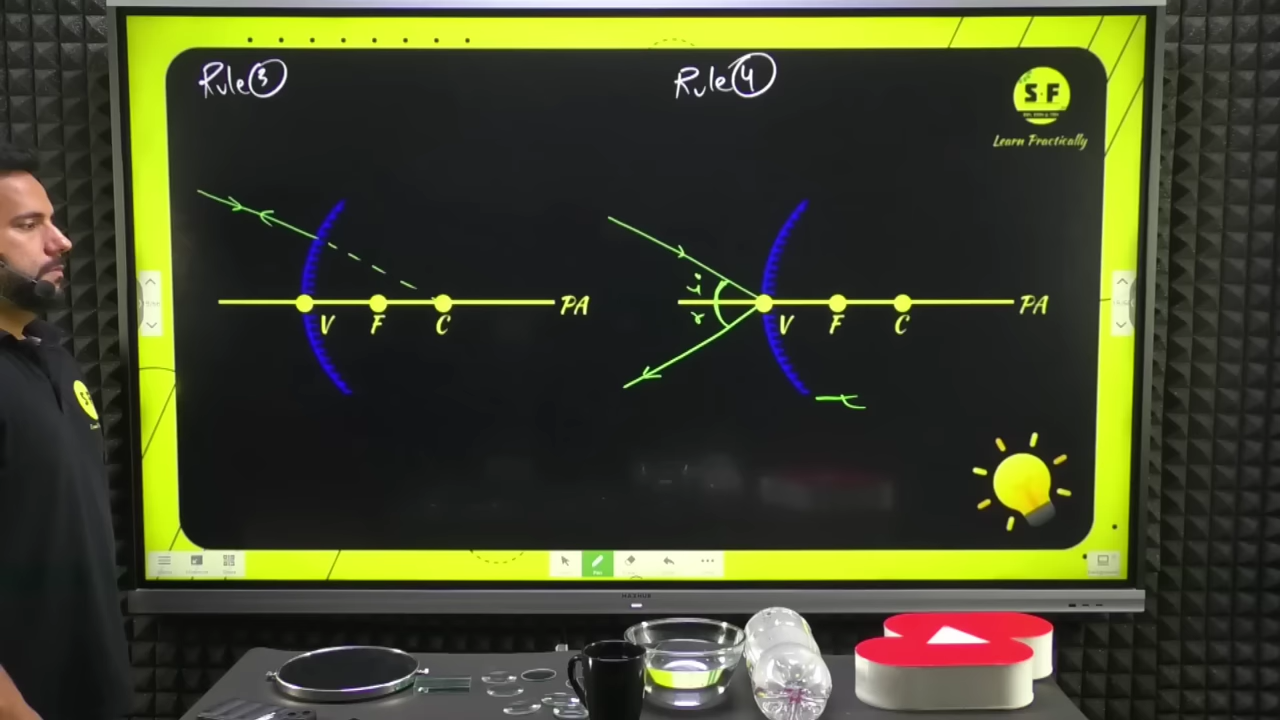 Rule ③
Rule ④
S·F
Learn Practically
V F C PA
i
r
V F C PA
S·F